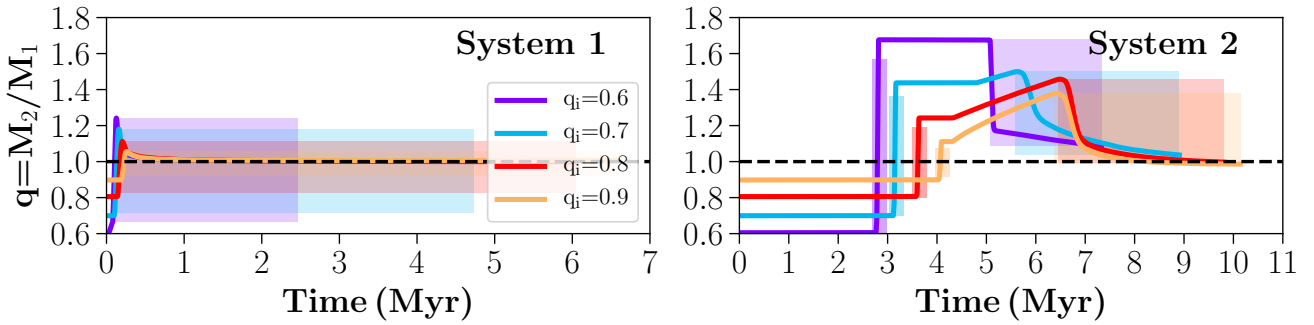 q=M₂/M₁
1.8
1.6
1.4
1.2
1.0
0.8
0.6
System 1
qᵢ=0.6
qᵢ=0.7
qᵢ=0.8
qᵢ=0.9
0 1 2 3 4 5 6 7
Time (Myr)
1.8
1.6
1.4
1.2
1.0
0.8
0.6
System 2
0 1 2 3 4 5 6 7 8 9 10 11
Time (Myr)